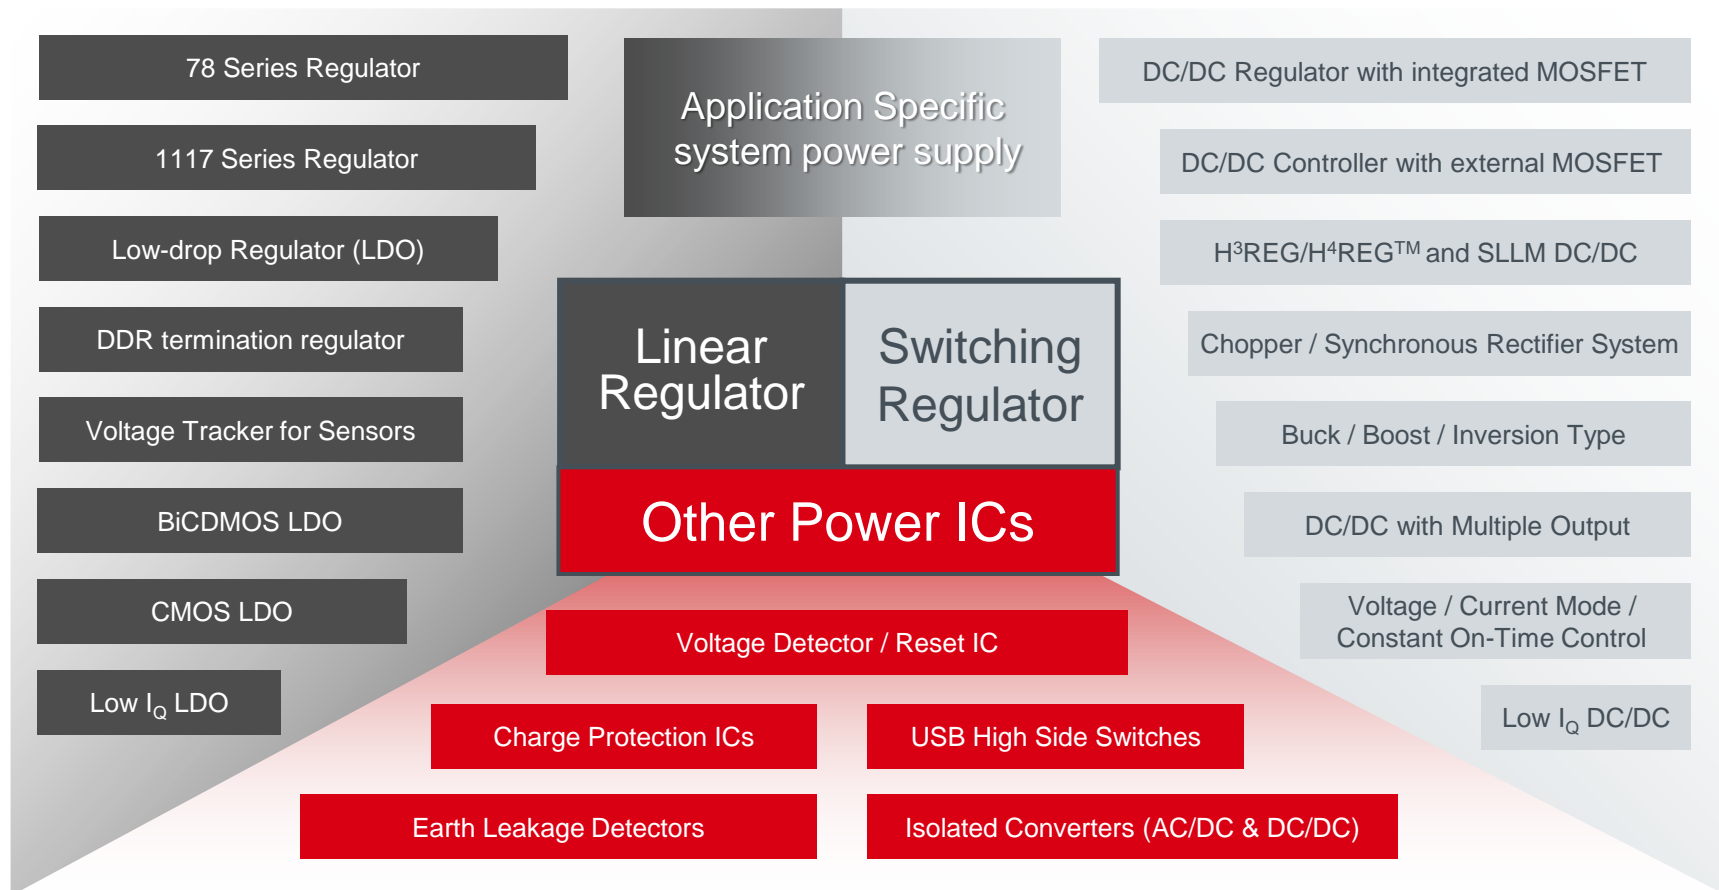 78 Series Regulator
1117 Series Regulator
Low-drop Regulator (LDO)
DDR termination regulator
Voltage Tracker for Sensors
BiCDMOS LDO
CMOS LDO
Low I_Q LDO
Application Specific
system power supply
Linear
Regulator
Switching
Regulator
Other Power ICs
Voltage Detector / Reset IC
Charge Protection ICs
USB High Side Switches
Earth Leakage Detectors
Isolated Converters (AC/DC & DC/DC)
DC/DC Regulator with integrated MOSFET
DC/DC Controller with external MOSFET
H³REG/H⁴REG™ and SLLM DC/DC
Chopper / Synchronous Rectifier System
Buck / Boost / Inversion Type
DC/DC with Multiple Output
Voltage / Current Mode /
Constant On-Time Control
Low I_Q DC/DC